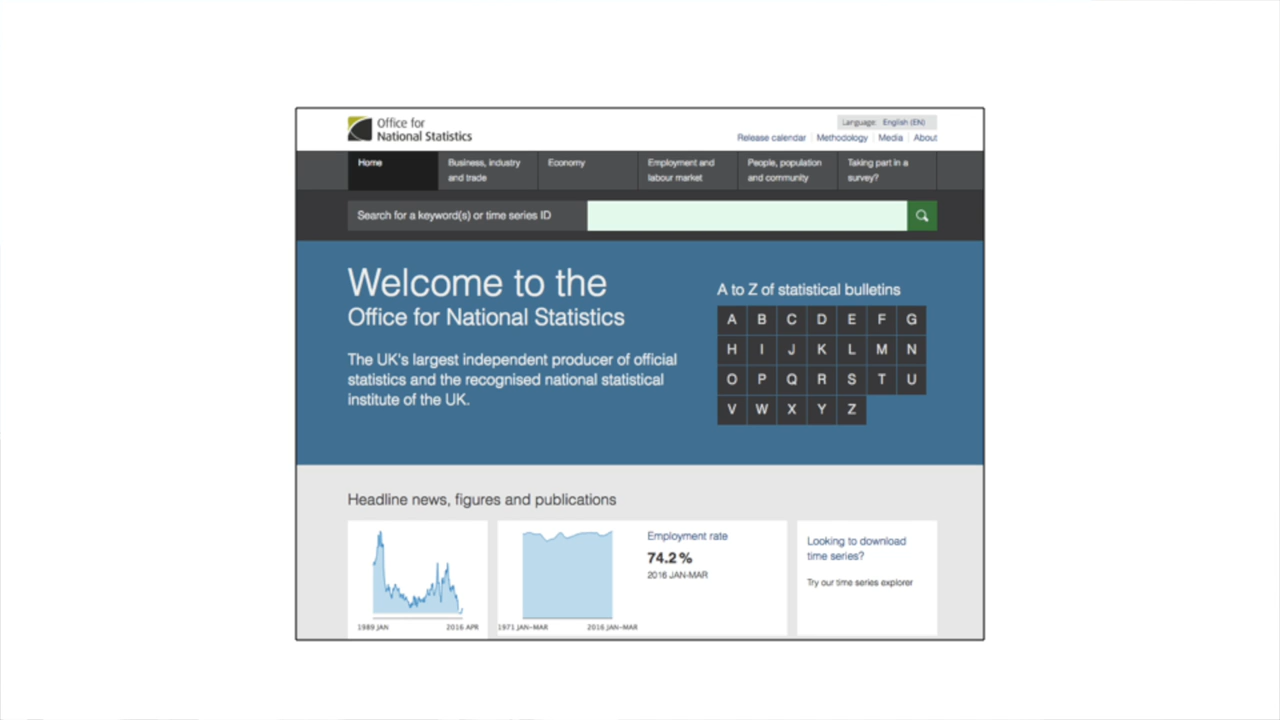 Office for
National Statistics
Language: English (EN)
Release calendar Methodology Media About
Home
Business, industry
and trade
Economy
Employment and
labour market
People, population
and community
Taking part in a
survey?
Search for a keyword(s) or time series ID
Welcome to the
Office for National Statistics
The UK's largest independent producer of official
statistics and the recognised national statistical
institute of the UK.
A to Z of statistical bulletins
A B C D E F G
H I J K L M N
O P Q R S T U
V W X Y Z
Headline news, figures and publications
1989 JAN 2016 APR
1971 JAN-MAR 2016 JAN-MAR
Employment rate
74.2%
2016 JAN-MAR
Looking to download
time series?
Try our time series explorer